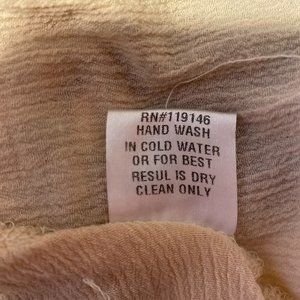 RN#119146
HAND WASH
IN COLD WATER
OR FOR BEST
RESUL IS DRY
CLEAN ONLY